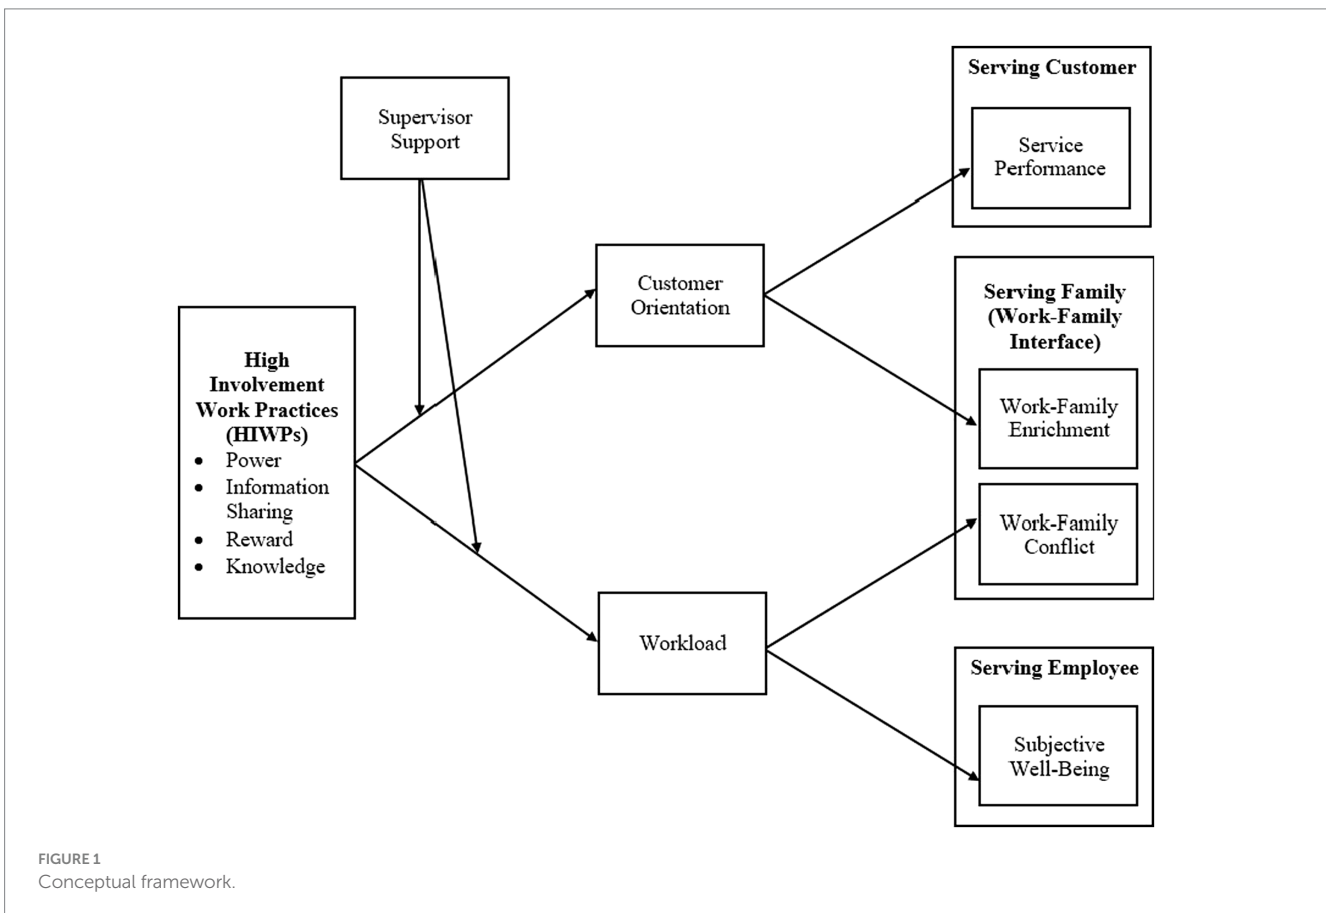 Supervisor
Support
High
Involvement
Work Practices
(HIWPs)
• Power
• Information
Sharing
• Reward
• Knowledge
Customer
Orientation
Workload
Serving Customer
Service
Performance
Serving Family
(Work-Family
Interface)
Work-Family
Enrichment
Work-Family
Conflict
Serving Employee
Subjective
Well-Being
FIGURE 1
Conceptual framework.